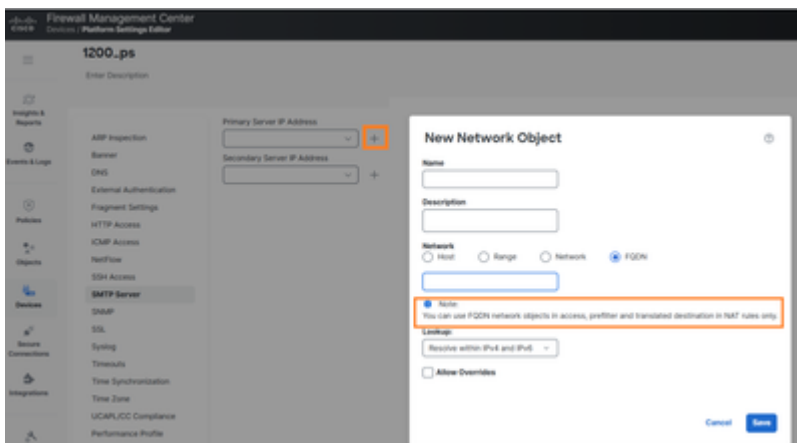 CISCO
Firewall Management Center
Devices / Platform Settings Editor
1200..ps
Enter Description
Insights & Reports
Events & Logs
Policies
Objects
Devices
Secure Connections
Integrations
ARP Inspection
Banner
DNS
External Authentication
Fragment Settings
HTTP Access
ICMP Access
NetFlow
SSH Access
SMTP Server
SNMP
SSL
Syslog
Timeouts
Time Synchronization
Time Zone
UCAPL/CC Compliance
Performance Profile
Primary Server IP Address
Secondary Server IP Address
New Network Object
Name
Description
Network
Host Range Network FQDN
Note:
You can use FQDN network objects in access, prefilter and translated destination in NAT rules only.
Lookup:
Resolve within IPv4 and IPv6
Allow Overrides
Cancel Save